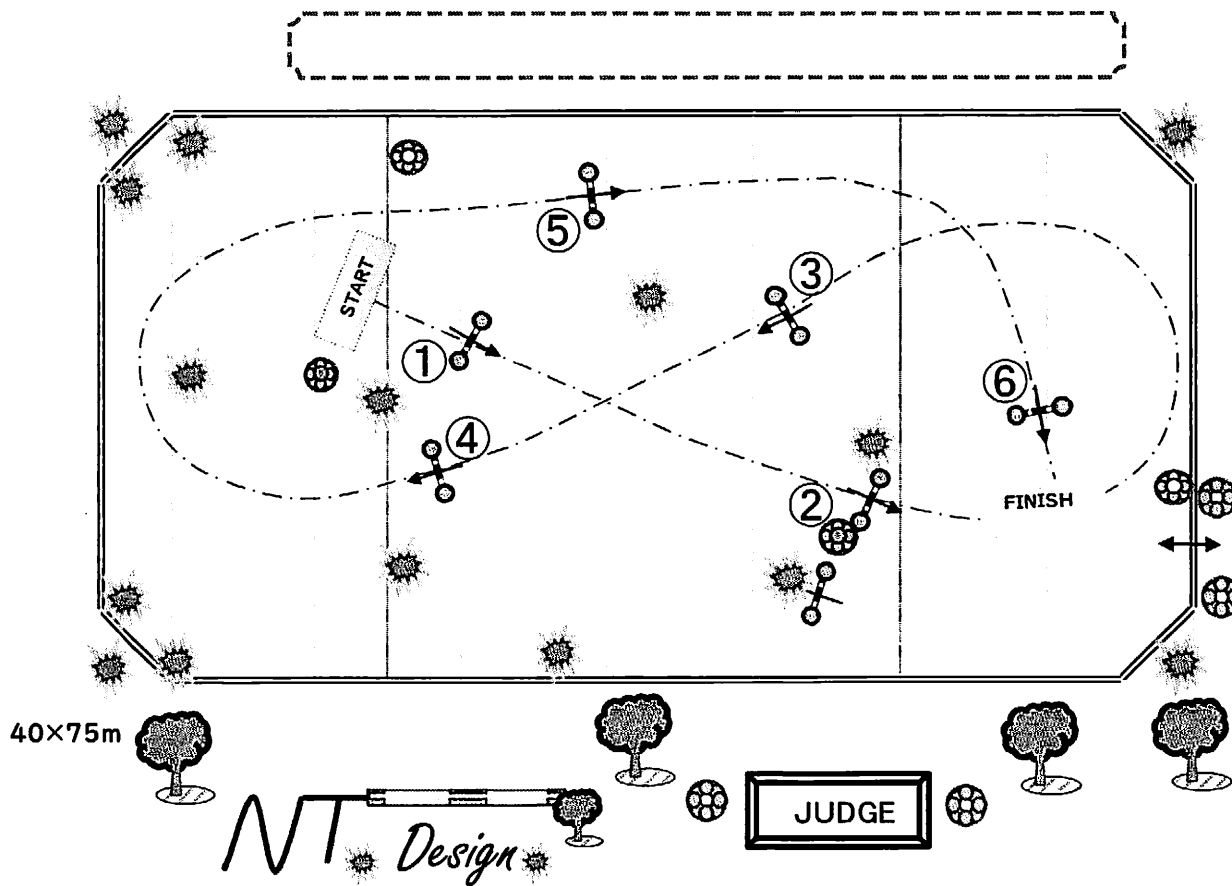 ⑤
③
START
①
⑥
④
②
FINISH
40×75m
JUDGE
NT
Design